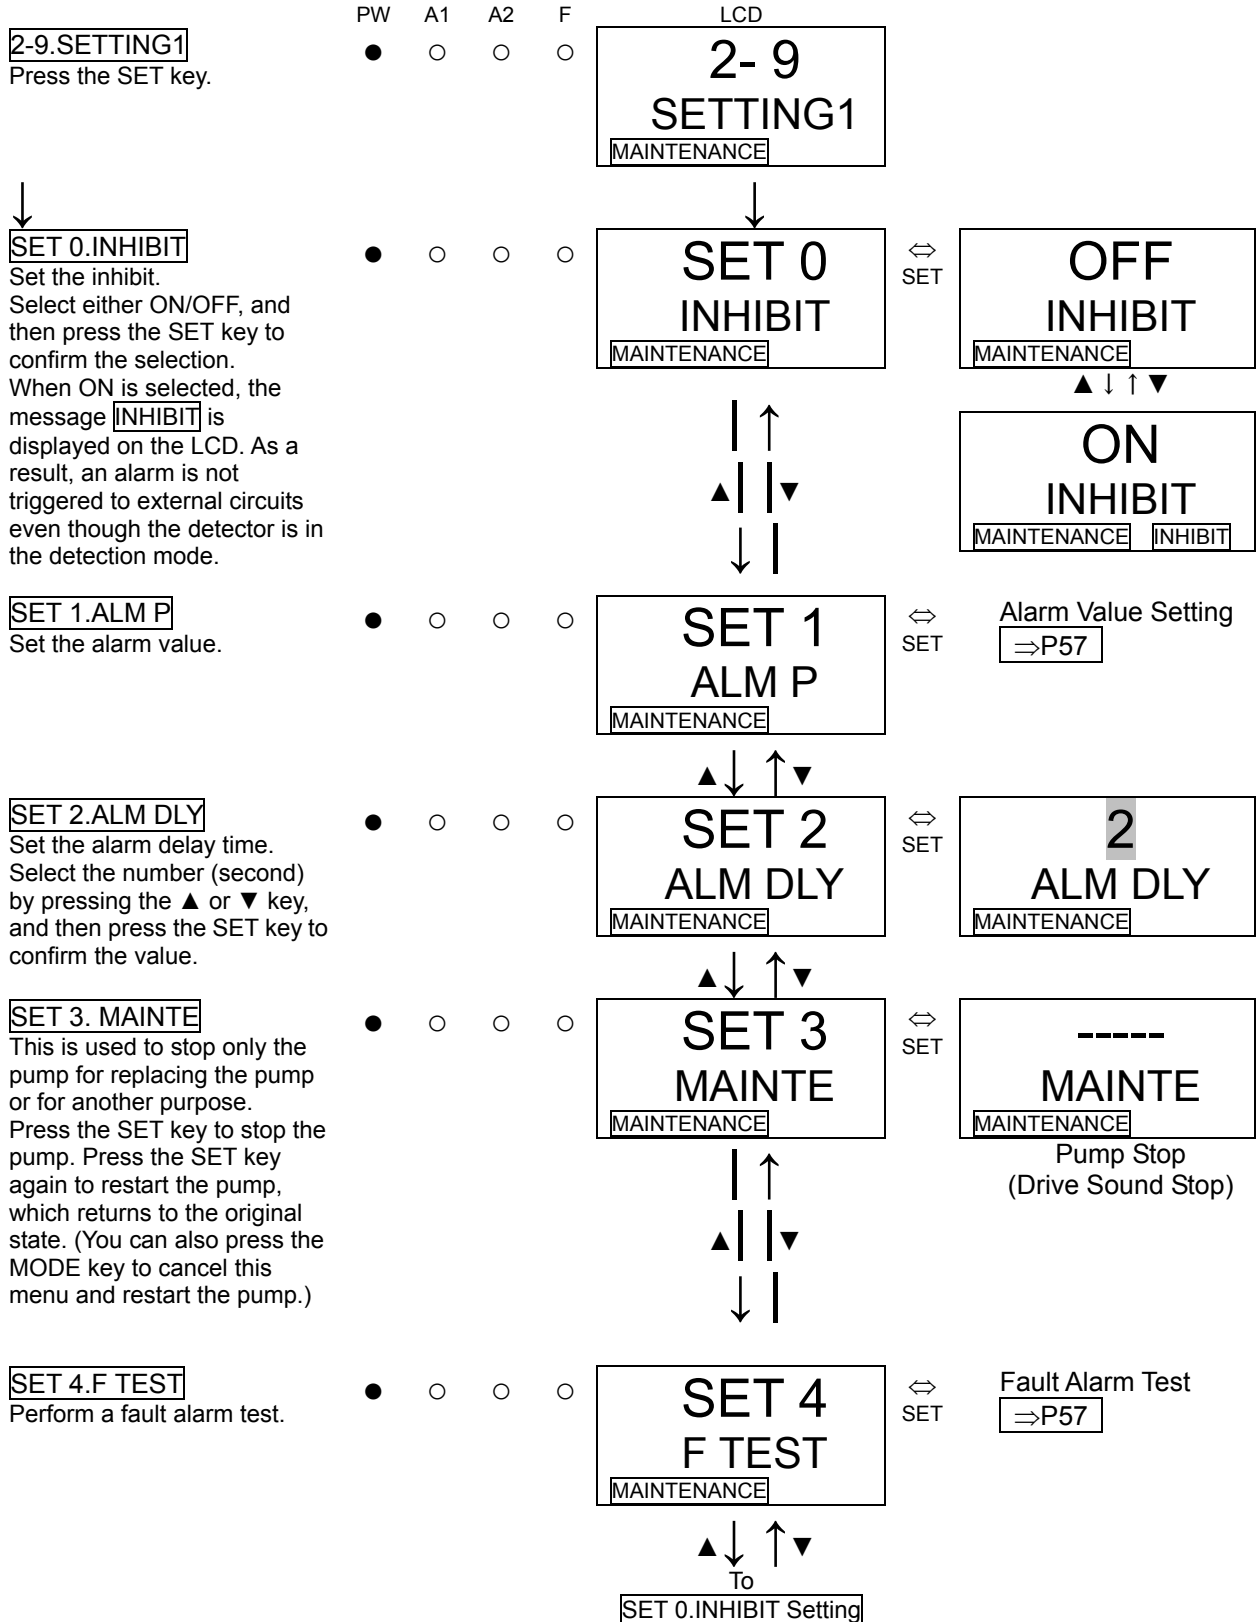 PW A1 A2 F LCD
2-9.SETTING1
Press the SET key.
● ○ ○ ○
2- 9
SETTING1
MAINTENANCE
↓ ↓
SET 0.INHIBIT
Set the inhibit.
Select either ON/OFF, and
then press the SET key to
confirm the selection.
When ON is selected, the
message INHIBIT is
displayed on the LCD. As a
result, an alarm is not
triggered to external circuits
even though the detector is in
the detection mode.
● ○ ○ ○
SET 0
INHIBIT
MAINTENANCE
⇔
SET
OFF
INHIBIT
MAINTENANCE
▲↓↑▼
ON
INHIBIT
MAINTENANCE INHIBIT
↑
▲ ▼
↓
SET 1.ALM P
Set the alarm value.
● ○ ○ ○
SET 1
ALM P
MAINTENANCE
⇔
SET
Alarm Value Setting
⇒P57
▲↓ ↑▼
SET 2.ALM DLY
Set the alarm delay time.
Select the number (second)
by pressing the ▲ or ▼ key,
and then press the SET key to
confirm the value.
● ○ ○ ○
SET 2
ALM DLY
MAINTENANCE
⇔
SET
2
ALM DLY
MAINTENANCE
▲↓ ↑▼
SET 3. MAINTE
This is used to stop only the
pump for replacing the pump
or for another purpose.
Press the SET key to stop the
pump. Press the SET key
again to restart the pump,
which returns to the original
state. (You can also press the
MODE key to cancel this
menu and restart the pump.)
● ○ ○ ○
SET 3
MAINTE
MAINTENANCE
⇔
SET
-----
MAINTE
MAINTENANCE
Pump Stop
(Drive Sound Stop)
↑
▲ ▼
↓
SET 4.F TEST
Perform a fault alarm test.
● ○ ○ ○
SET 4
F TEST
MAINTENANCE
⇔
SET
Fault Alarm Test
⇒P57
▲↓ ↑▼
To
SET 0.INHIBIT Setting